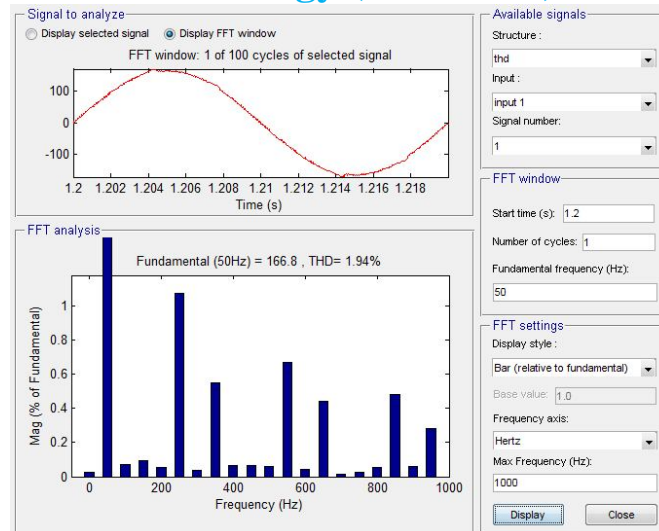 Signal to analyze
Display selected signal
Display FFT window
FFT window: 1 of 100 cycles of selected signal
100
0
-100
1.2 1.202 1.204 1.206 1.208 1.21 1.212 1.214 1.216 1.218
Time (s)
FFT analysis
Fundamental (50Hz) = 166.8 , THD= 1.94%
1
0.8
0.6
0.4
0.2
0
0 200 400 600 800 1000
Mag (% of Fundamental)
Frequency (Hz)
Available signals
Structure :
thd
Input :
input 1
Signal number:
1
FFT window
Start time (s): 1.2
Number of cycles: 1
Fundamental frequency (Hz):
50
FFT settings
Display style :
Bar (relative to fundamental)
Base value: 1.0
Frequency axis:
Hertz
Max Frequency (Hz):
1000
Display
Close